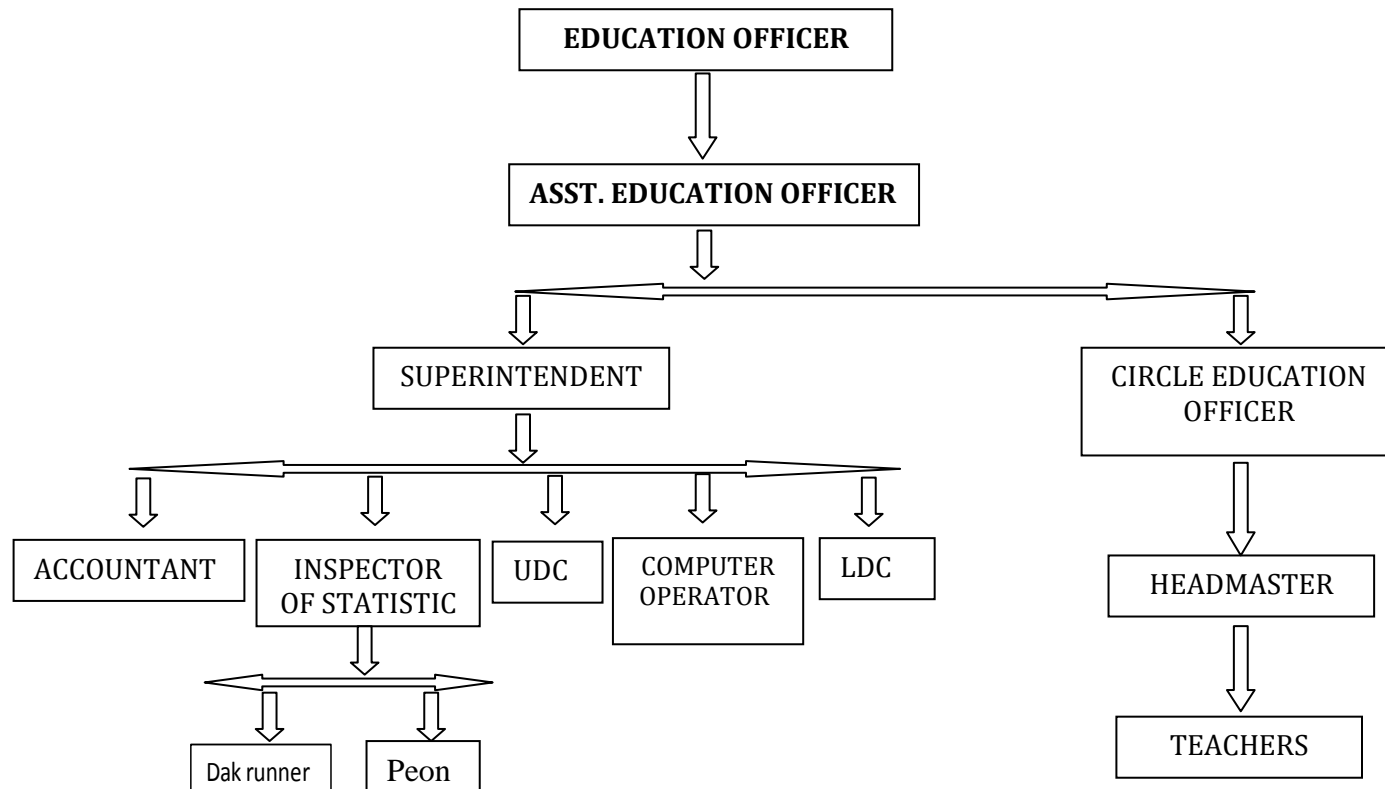 EDUCATION OFFICER
ASST. EDUCATION OFFICER
SUPERINTENDENT
CIRCLE EDUCATION
OFFICER
ACCOUNTANT
INSPECTOR
OF STATISTIC
UDC
COMPUTER
OPERATOR
LDC
HEADMASTER
TEACHERS
Dak runner
Peon